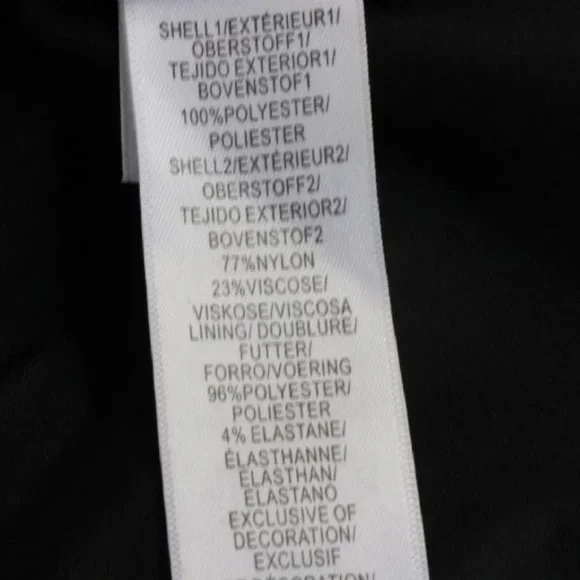 SHELL1/EXTÉRIEUR1/
OBERSTOFF1/
TEJIDO EXTERIOR1/
BOVENSTOF1
100%POLYESTER/
POLIESTER
SHELL2/EXTÉRIEUR2/
OBERSTOFF2/
TEJIDO EXTERIOR2/
BOVENSTOF2
77%NYLON
23%VISCOSE/
VISKOSE/VISCOSA
LINING/ DOUBLURE/
FUTTER/
FORRO/VOERING
96%POLYESTER/
POLIESTER
4% ELASTANE/
ÉLASTHANNE/
ELASTHAN/
ELASTANO
EXCLUSIVE OF
DECORATION/
EXCLUSIF